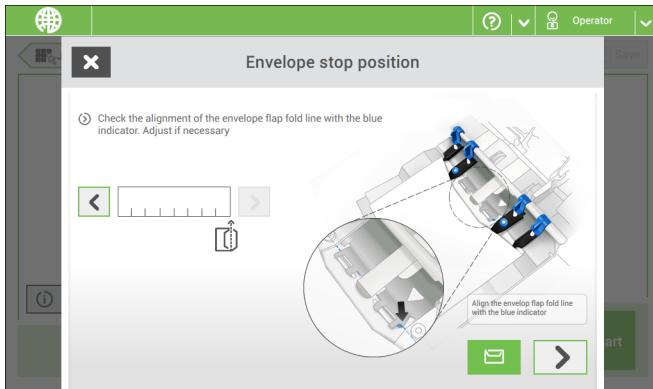 Operator
Save
Envelope stop position
Check the alignment of the envelope flap fold line with the blue
indicator. Adjust if necessary
Align the envelop flap fold line
with the blue indicator
art